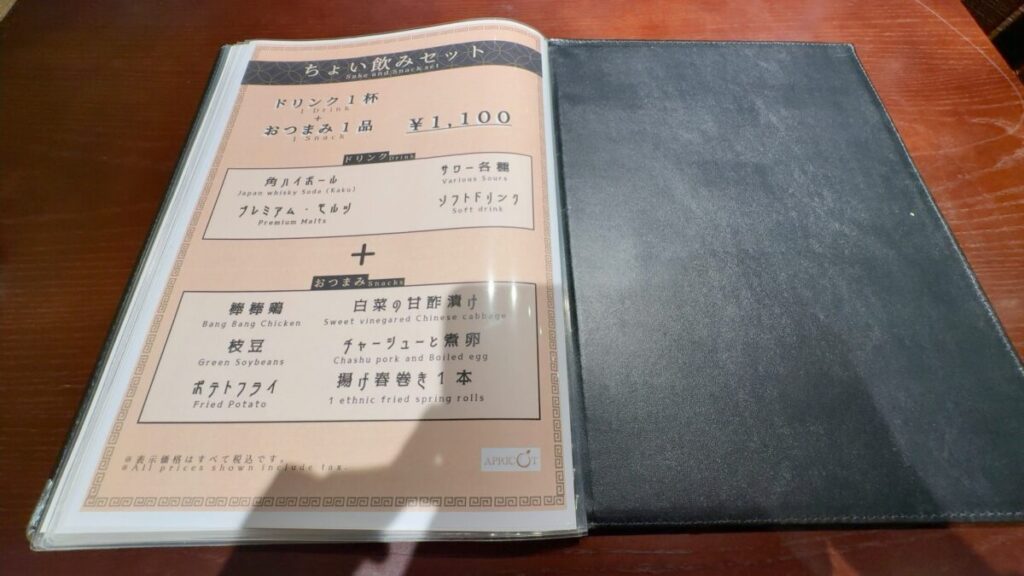 ちょい飲みセット
Sake and Snack set
ドリンク1杯
1 Drink
+
おつまみ1品
1 Snack
¥1,100
ドリンク Drink
角ハイボール
Japan whisky Soda (Kaku)
サワー各種
Various Sours
プレミアム・モルツ
Premium Malts
ソフトドリンク
Soft drink
+
おつまみ Snacks
棒棒鶏
Bang Bang Chicken
白菜の甘酢漬け
Sweet vinegared Chinese cabbage
枝豆
Green Soybeans
チャーシューと煮卵
Chashu pork and Boiled egg
ポテトフライ
Fried Potato
揚げ春巻き1本
1 ethnic fried spring rolls
※表示価格はすべて税込です。
※All prices shown include tax.
APRICOT